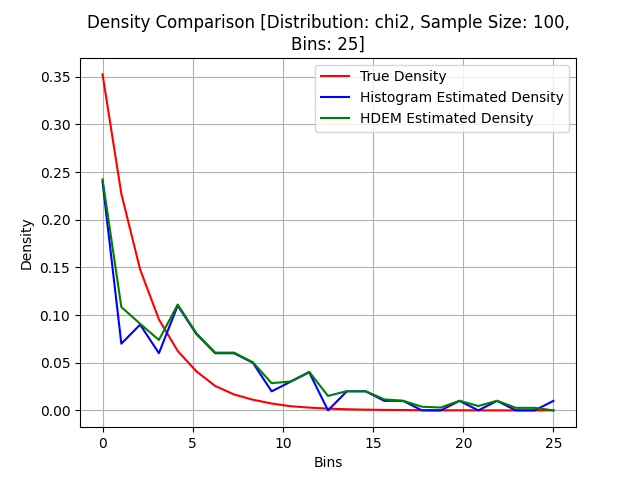 Density Comparison [Distribution: chi2, Sample Size: 100,
Bins: 25]
True Density
Histogram Estimated Density
HDEM Estimated Density
Density
0.35
0.30
0.25
0.20
0.15
0.10
0.05
0.00
0 5 10 15 20 25
Bins